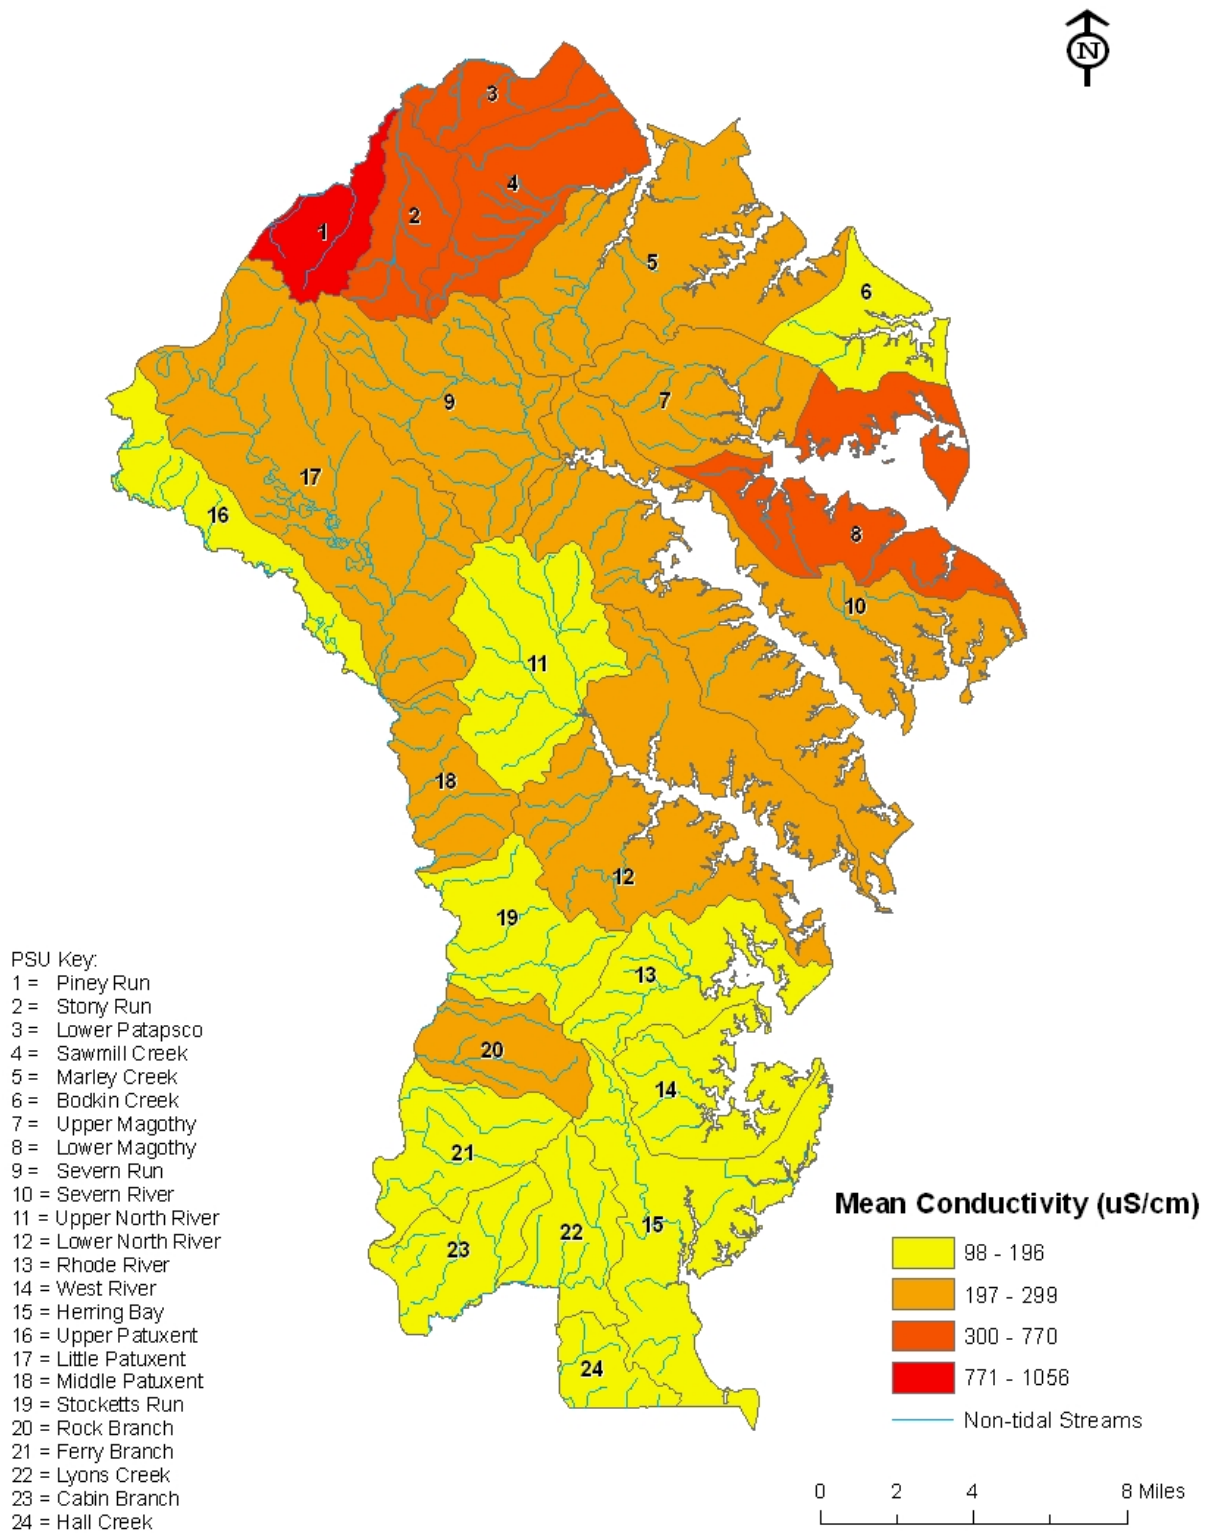 N
3
1
2
4
5
6
9
7
17
16
8
10
11
18
12
19
13
20
14
21
22
15
23
24
PSU Key:
1 = Piney Run
2 = Stony Run
3 = Lower Patapsco
4 = Sawmill Creek
5 = Marley Creek
6 = Bodkin Creek
7 = Upper Magothy
8 = Lower Magothy
9 = Severn Run
10 = Severn River
11 = Upper North River
12 = Lower North River
13 = Rhode River
14 = West River
15 = Herring Bay
16 = Upper Patuxent
17 = Little Patuxent
18 = Middle Patuxent
19 = Stocketts Run
20 = Rock Branch
21 = Ferry Branch
22 = Lyons Creek
23 = Cabin Branch
24 = Hall Creek
Mean Conductivity (uS/cm)
98 - 196
197 - 299
300 - 770
771 - 1056
Non-tidal Streams
0 2 4 8 Miles